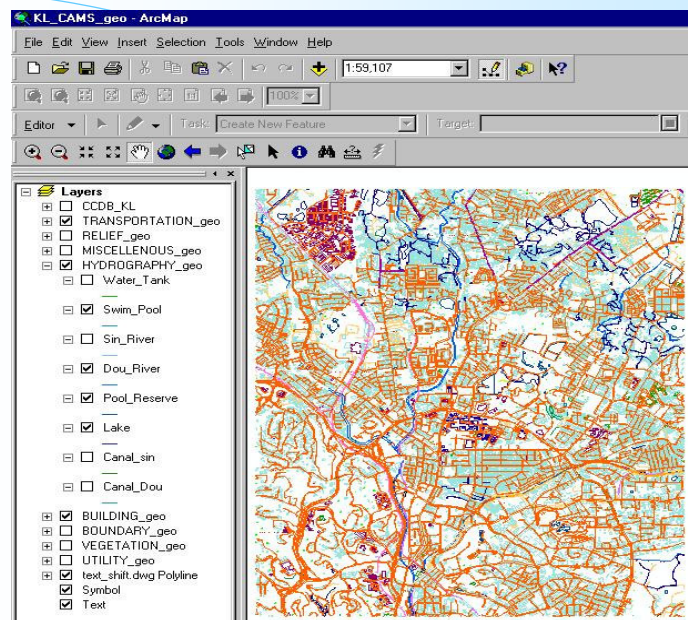 KL_CAMS_geo - ArcMap
File Edit View Insert Selection Tools Window Help
1:59,107
100%
Editor Task: Create New Feature Target:
Layers
CCDB_KL
TRANSPORTATION_geo
RELIEF_geo
MISCELLENOUS_geo
HYDROGRAPHY_geo
Water_Tank
Swim_Pool
Sin_River
Dou_River
Pool_Reserve
Lake
Canal_sin
Canal_Dou
BUILDING_geo
BOUNDARY_geo
VEGETATION_geo
UTILITY_geo
text_shift.dwg Polyline
Symbol
Text